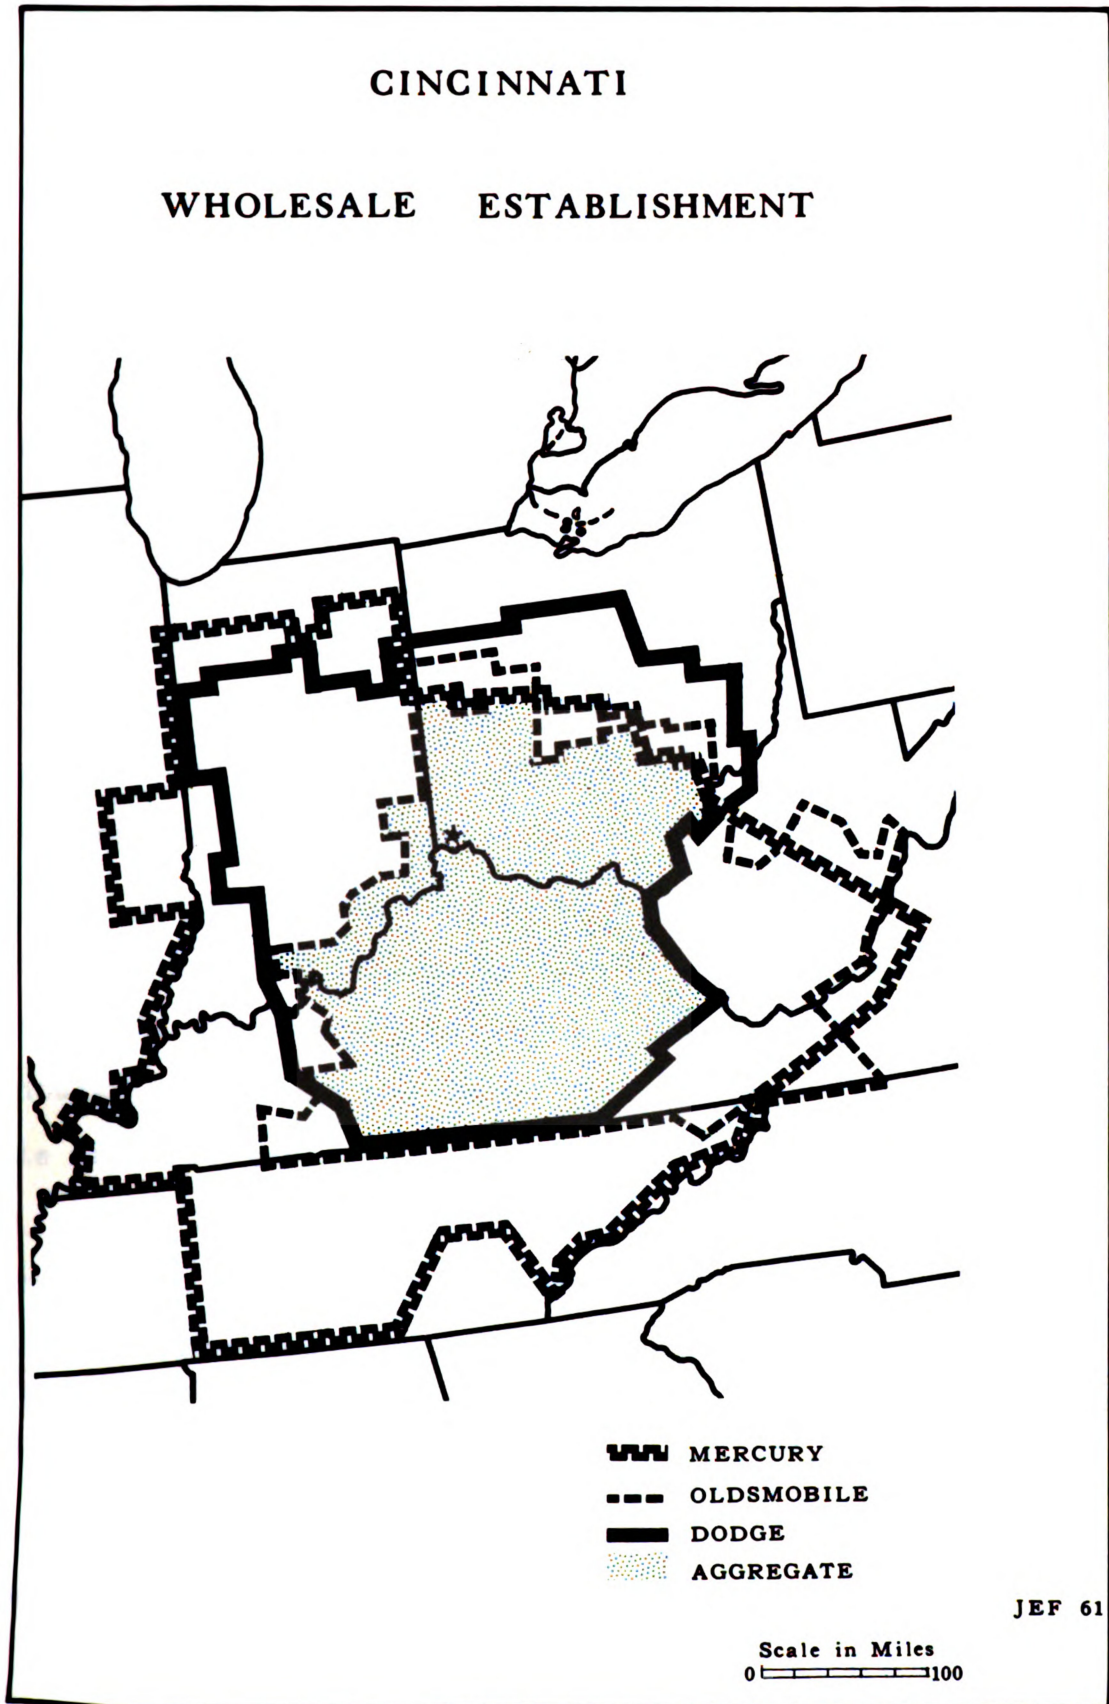 CINCINNATI
WHOLESALE ESTABLISHMENT
MERCURY
OLDSMOBILE
DODGE
AGGREGATE
JEF 61
Scale in Miles
0 100